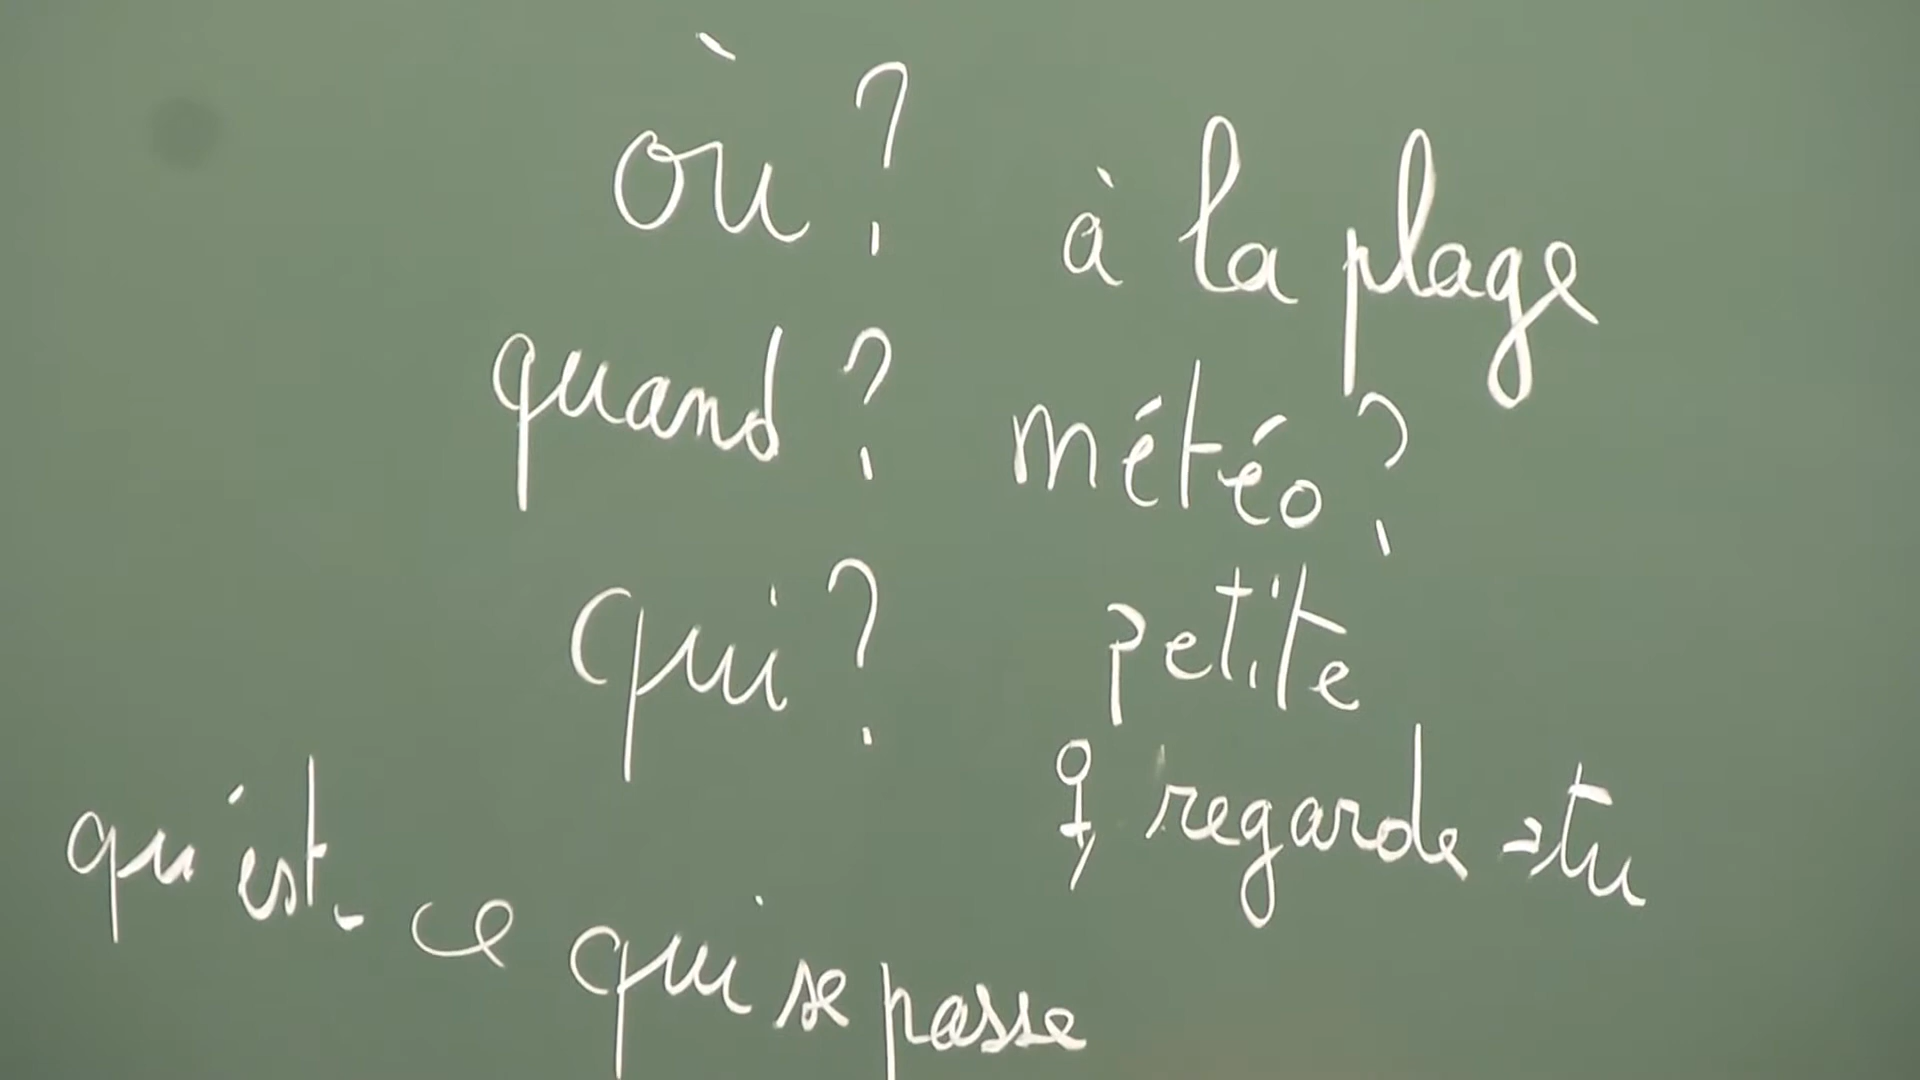 où ? à la plage
quand ? météo ?
qui ? petite
♀, regarde-tu
qu'est-ce qui se passe